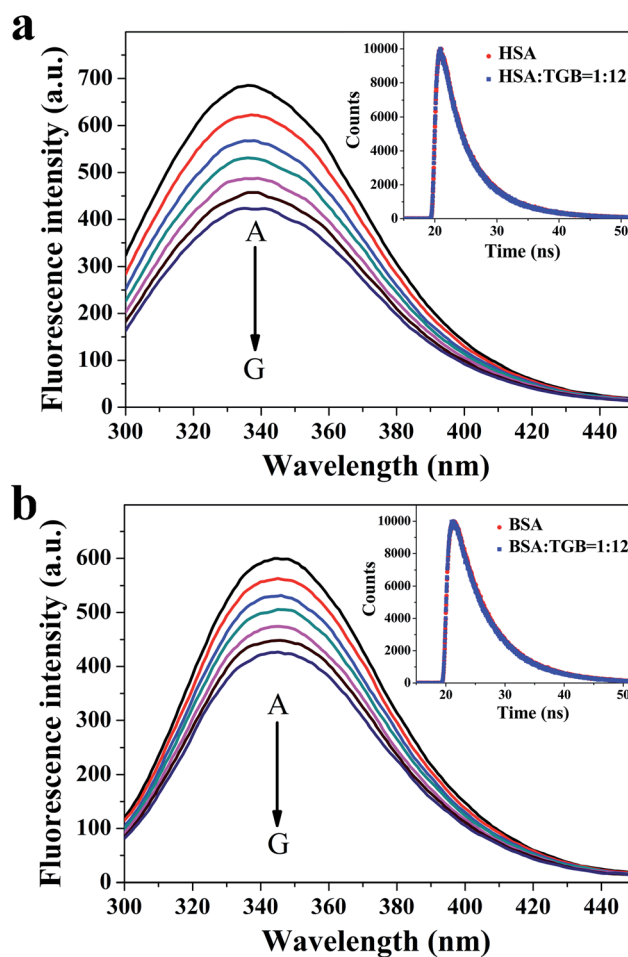 a
Fluorescence intensity (a.u.)
700
600
500
400
300
200
100
0
A
G
300 320 340 360 380 400 420 440
Wavelength (nm)
Counts
10000
8000
6000
4000
2000
0
HSA
HSA:TGB=1:12
20 30 40 50
Time (ns)
b
Fluorescence intensity (a.u.)
600
500
400
300
200
100
0
A
G
300 320 340 360 380 400 420 440
Wavelength (nm)
Counts
10000
8000
6000
4000
2000
0
BSA
BSA:TGB=1:12
20 30 40 50
Time (ns)